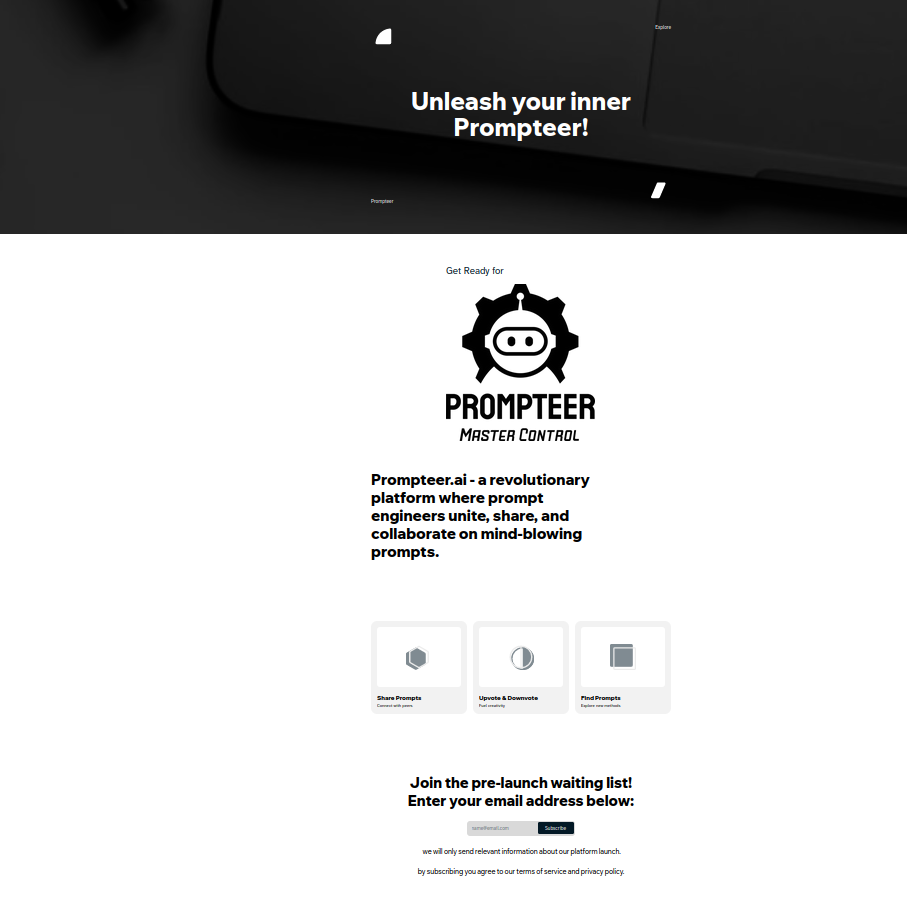 Explore
Unleash your inner
Prompteer!
Prompteer
Get Ready for
PROMPTEER
MASTER CONTROL
Prompteer.ai - a revolutionary
platform where prompt
engineers unite, share, and
collaborate on mind-blowing
prompts.
Share Prompts
Connect with peers
Upvote & Downvote
Fuel creativity
Find Prompts
Explore new methods
Join the pre-launch waiting list!
Enter your email address below:
name@email.com
Subscribe
we will only send relevant information about our platform launch.
by subscribing you agree to our terms of service and privacy policy.